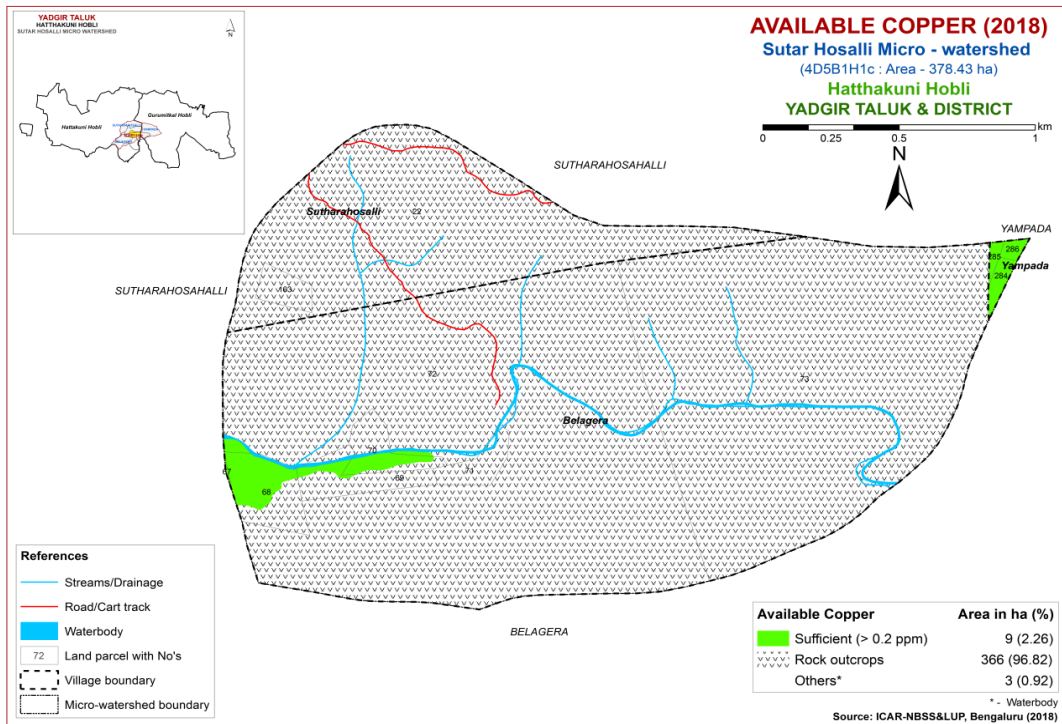 YADGIR TALUK
HATTHAKUNI HOBLI
SUTAR HOSALLI MICRO WATERSHED
N
Hattakuni Hobli
Gurumitkal Hobli
AVAILABLE COPPER (2018)
Sutar Hosalli Micro - watershed
(4D5B1H1c : Area - 378.43 ha)
Hatthakuni Hobli
YADGIR TALUK & DISTRICT
km
0 0.25 0.5 1
N
SUTHARAHOSAHALLI
YAMPADA
Sutharahosalli
22
286
285
Yampada
284
163
SUTHARAHOSAHALLI
72
73
Belagera
70
71
67
69
68
BELAGERA
References
Streams/Drainage
Road/Cart track
Waterbody
72 Land parcel with No's
Village boundary
Micro-watershed boundary
Available Copper Area in ha (%)
Sufficient (> 0.2 ppm) 9 (2.26)
Rock outcrops 366 (96.82)
Others* 3 (0.92)
* - Waterbody
Source: ICAR-NBSS&LUP, Bengaluru (2018)